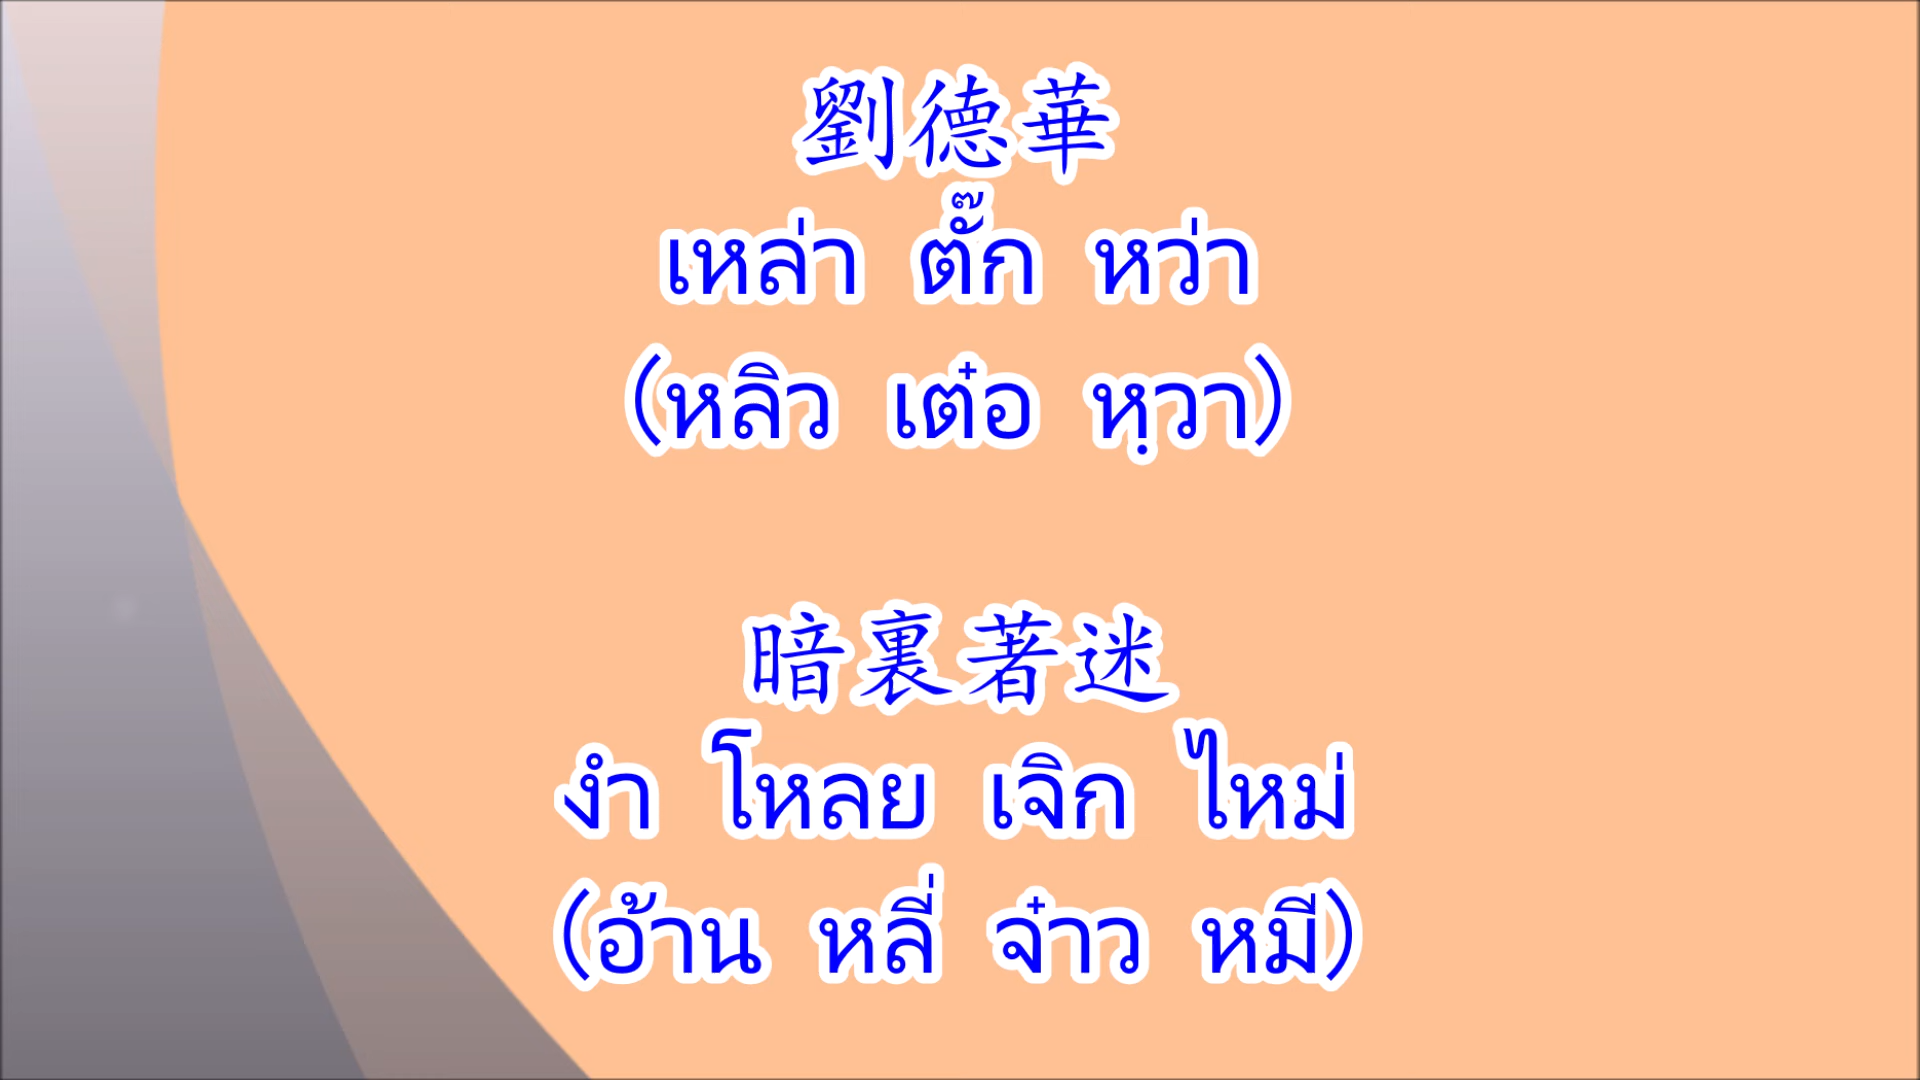 劉德華
เหล่า ตั๊ก หว่า
(หลิว เต๋อ หฺวา)
暗裏著迷
งำ โหลย เจิก ไหม่
(อ้าน หลี่ จ๋าว หมี)